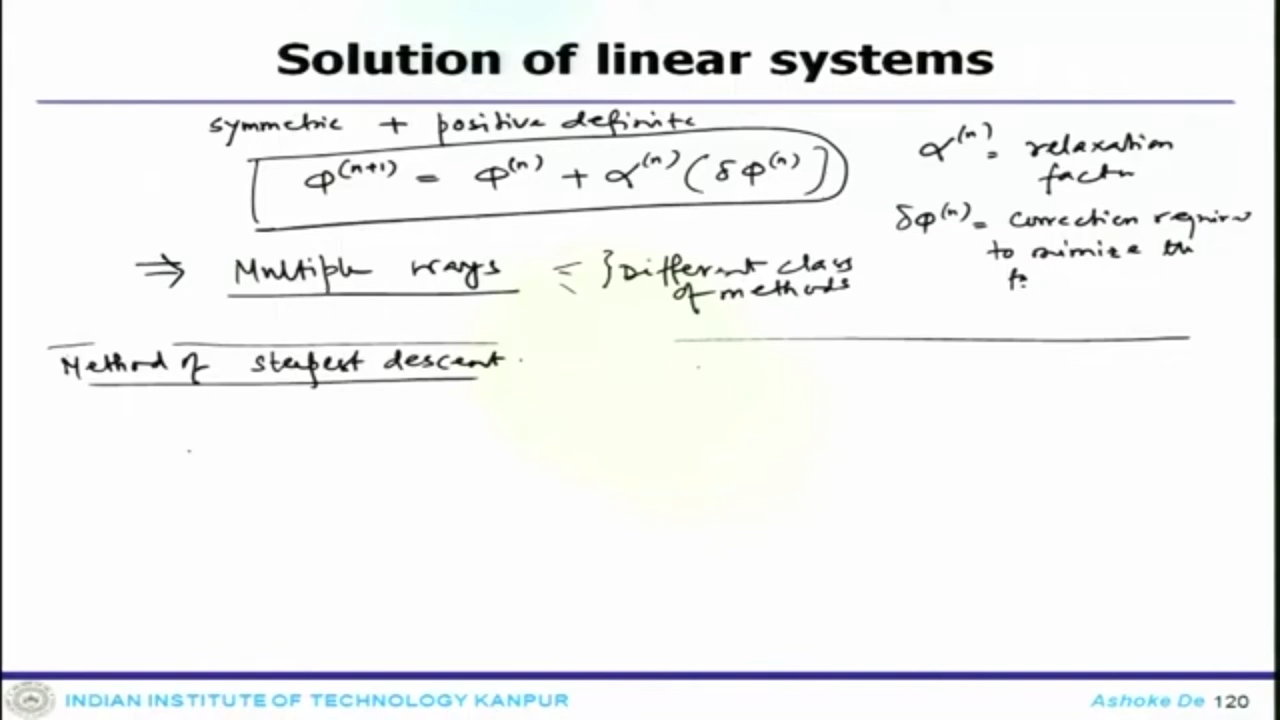 Solution of linear systems
symmetric + positive definite
Φ^(n+1) = Φ^(n) + α^(n) (δΦ^(n))
α^(n) = relaxation
factr
δΦ^(n) = correction require
to minimize the
⇒ Multiple ways } Different class
of methods
Method of steepest descent.
INDIAN INSTITUTE OF TECHNOLOGY KANPUR
Ashoke De 120